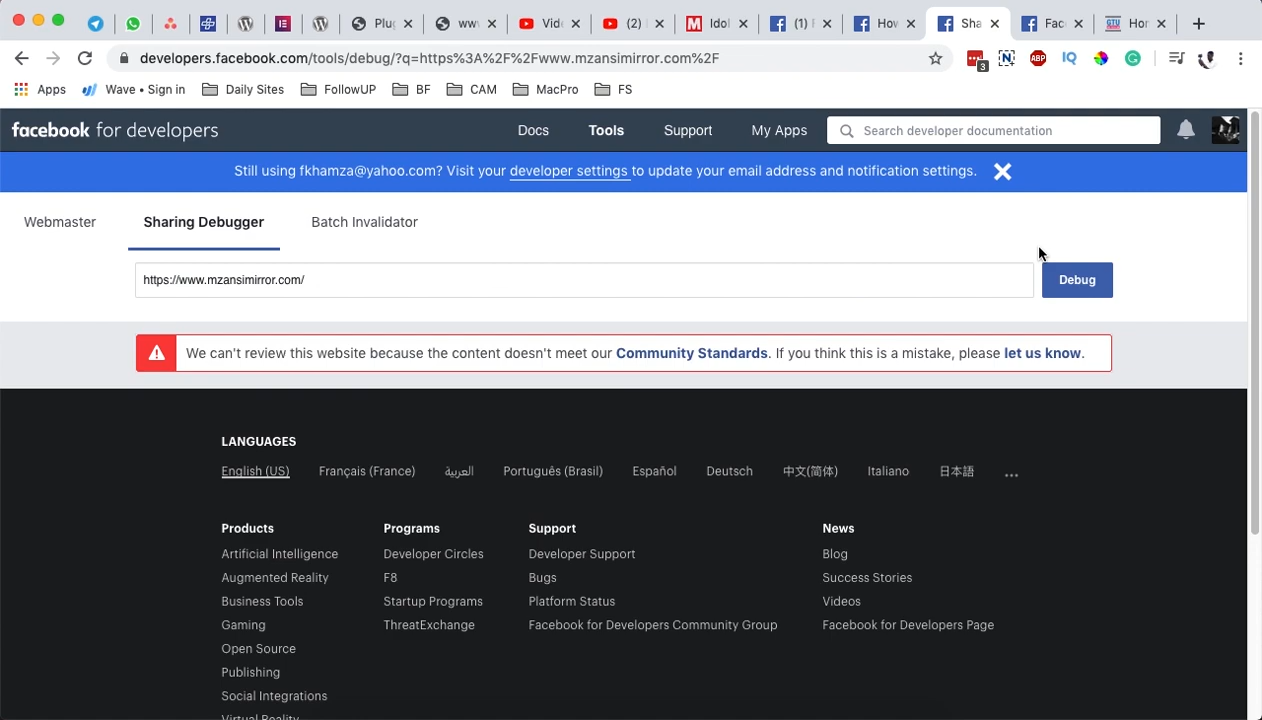 Plug
ww
Vide
(2)
Idol
(1) F
How
Sha
Fac
Hor
developers.facebook.com/tools/debug/?q=https%3A%2F%2Fwww.mzansimirror.com%2F
3
ABP
IQ
Apps
Wave • Sign in
Daily Sites
FollowUP
BF
CAM
MacPro
FS
facebook for developers
Docs
Tools
Support
My Apps
Search developer documentation
Still using fkhamza@yahoo.com? Visit your developer settings to update your email address and notification settings.
Webmaster
Sharing Debugger
Batch Invalidator
https://www.mzansimirror.com/
Debug
We can't review this website because the content doesn't meet our Community Standards. If you think this is a mistake, please let us know.
LANGUAGES
English (US)
Français (France)
العربية
Português (Brasil)
Español
Deutsch
中文(简体)
Italiano
日本語
...
Products
Programs
Support
News
Artificial Intelligence
Developer Circles
Developer Support
Blog
Augmented Reality
F8
Bugs
Success Stories
Business Tools
Startup Programs
Platform Status
Videos
Gaming
ThreatExchange
Facebook for Developers Community Group
Facebook for Developers Page
Open Source
Publishing
Social Integrations
Virtual Reality